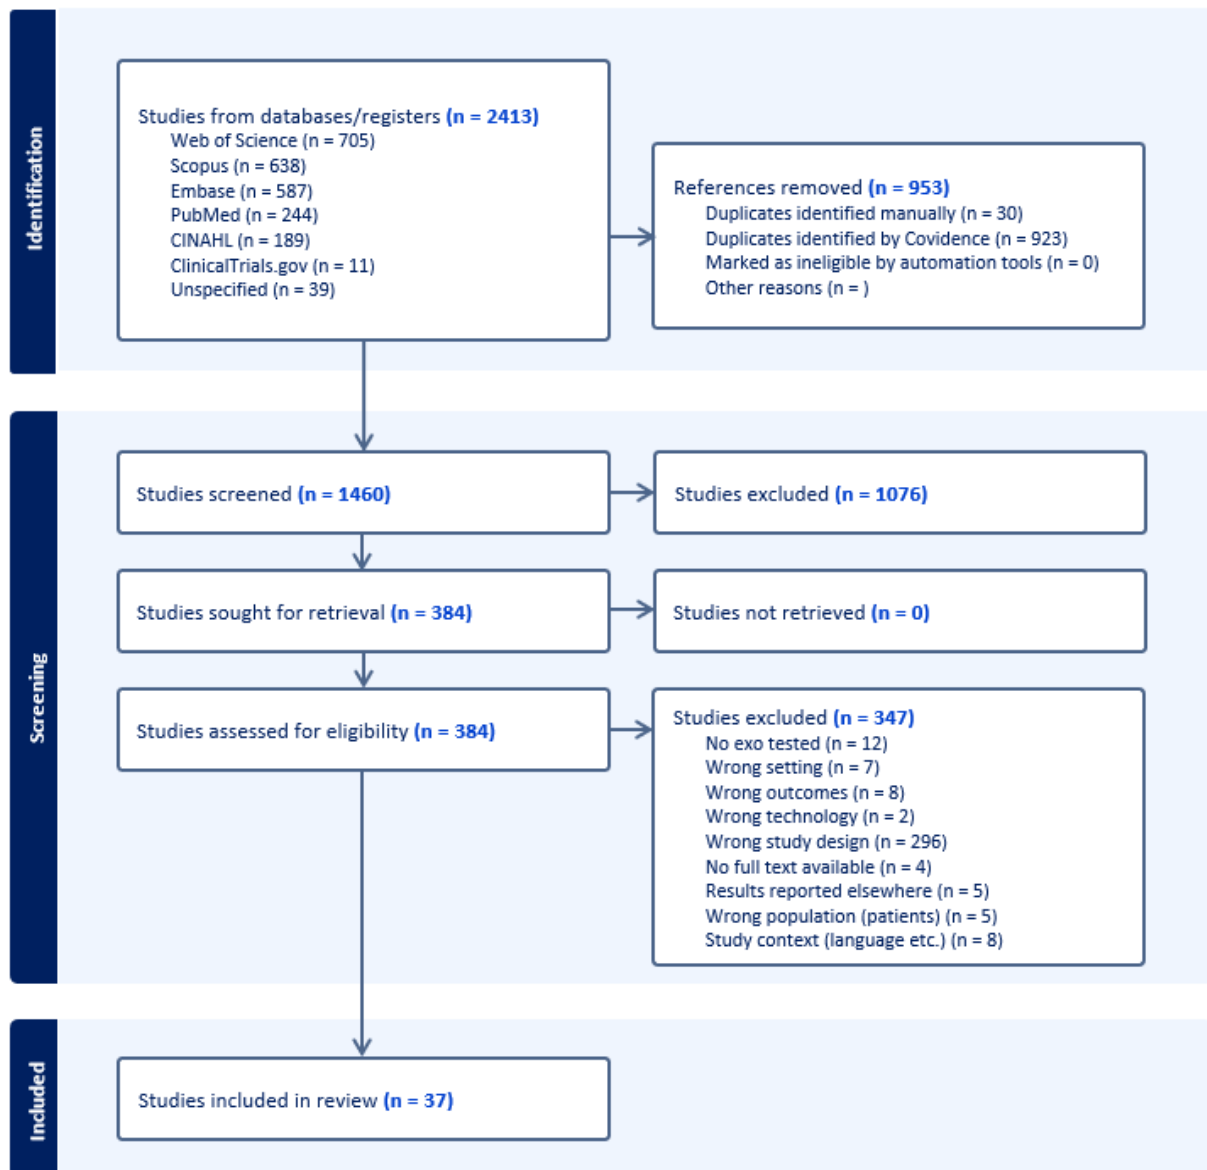 Identification
Studies from databases/registers (n = 2413)
Web of Science (n = 705)
Scopus (n = 638)
Embase (n = 587)
PubMed (n = 244)
CINAHL (n = 189)
ClinicalTrials.gov (n = 11)
Unspecified (n = 39)
References removed (n = 953)
Duplicates identified manually (n = 30)
Duplicates identified by Covidence (n = 923)
Marked as ineligible by automation tools (n = 0)
Other reasons (n = )
Screening
Studies screened (n = 1460)
Studies excluded (n = 1076)
Studies sought for retrieval (n = 384)
Studies not retrieved (n = 0)
Studies assessed for eligibility (n = 384)
Studies excluded (n = 347)
No exo tested (n = 12)
Wrong setting (n = 7)
Wrong outcomes (n = 8)
Wrong technology (n = 2)
Wrong study design (n = 296)
No full text available (n = 4)
Results reported elsewhere (n = 5)
Wrong population (patients) (n = 5)
Study context (language etc.) (n = 8)
Included
Studies included in review (n = 37)